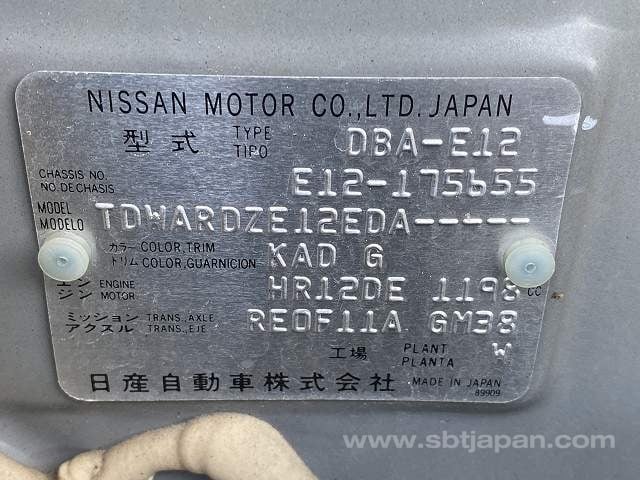 NISSAN MOTOR CO.,LTD. JAPAN
型式 TYPE TIPO DBA-E12
CHASSIS NO. NO. DE CHASIS E12-175655
MODEL MODELO TDWARDZE12EDA-----
カラー COLOR, TRIM トリム COLOR, GUARNICION KAD G
エンジン ENGINE MOTOR HR12DE 1198 CC
ミッション TRANS., AXLE アクスル TRANS., EJE RE0F11A GM38
工場 PLANT PLANTA W
日産自動車株式会社 MADE IN JAPAN
89909
www.sbtjapan.com